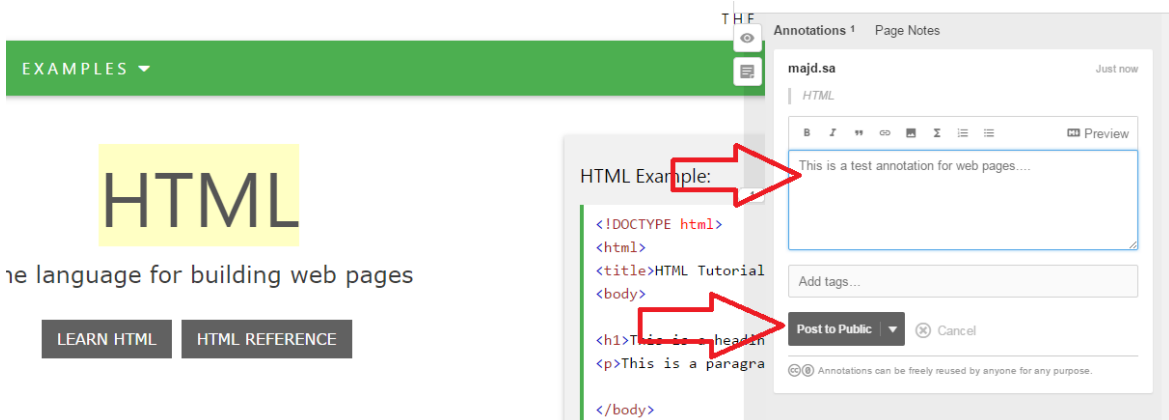 THE
EXAMPLES
HTML
he language for building web pages
LEARN HTML HTML REFERENCE
HTML Example:
<!DOCTYPE html>
<html>
<title>HTML Tutorial
<body>
<h1>This is a headin
<p>This is a paragra
</body>
Annotations 1 Page Notes
majd.sa Just now
HTML
B I Σ Preview
This is a test annotation for web pages....
Add tags...
Post to Public Cancel
Annotations can be freely reused by anyone for any purpose.